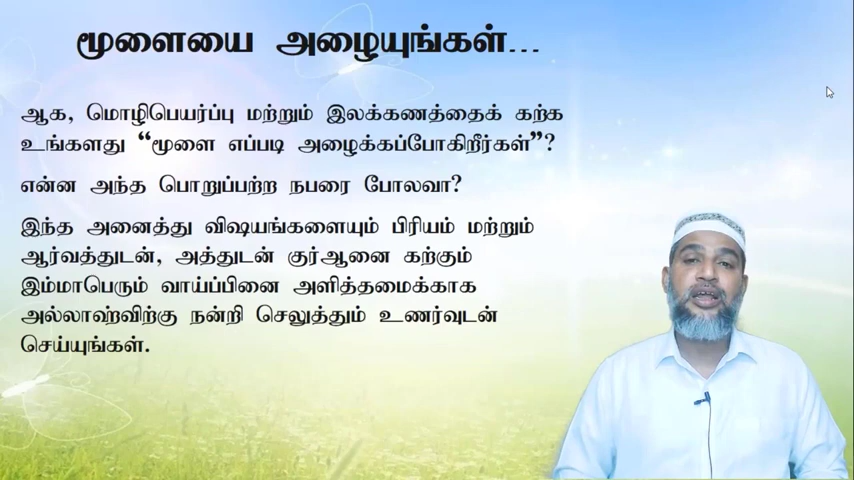 மூளையை அழையுங்கள்...
ஆக, மொழிபெயர்ப்பு மற்றும் இலக்கணத்தைக் கற்க
உங்களது “மூளை எப்படி அழைக்கப்போகிறீர்கள்”?
என்ன அந்த பொறுப்பற்ற நபரை போலவா?
இந்த அனைத்து விஷயங்களையும் பிரியம் மற்றும்
ஆர்வத்துடன், அத்துடன் குர்ஆனை கற்கும்
இம்மாபெரும் வாய்ப்பினை அளித்தமைக்காக
அல்லாஹ்விற்கு நன்றி செலுத்தும் உணர்வுடன்
செய்யுங்கள்.